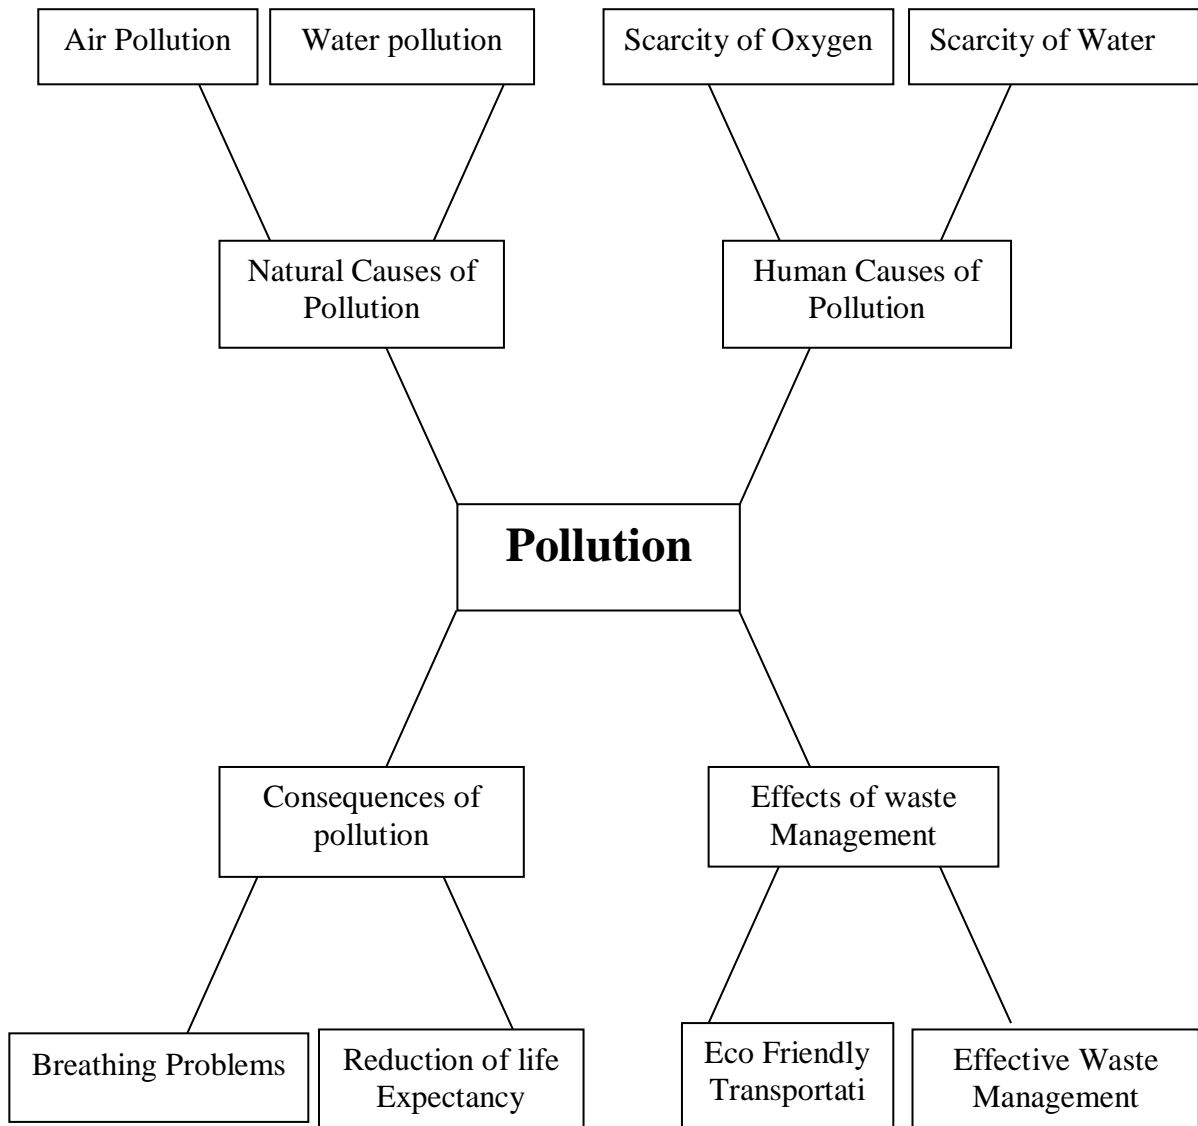 Air Pollution
Water pollution
Scarcity of Oxygen
Scarcity of Water
Natural Causes of
Pollution
Human Causes of
Pollution
Pollution
Consequences of
pollution
Effects of waste
Management
Breathing Problems
Reduction of life
Expectancy
Eco Friendly
Transportati
Effective Waste
Management